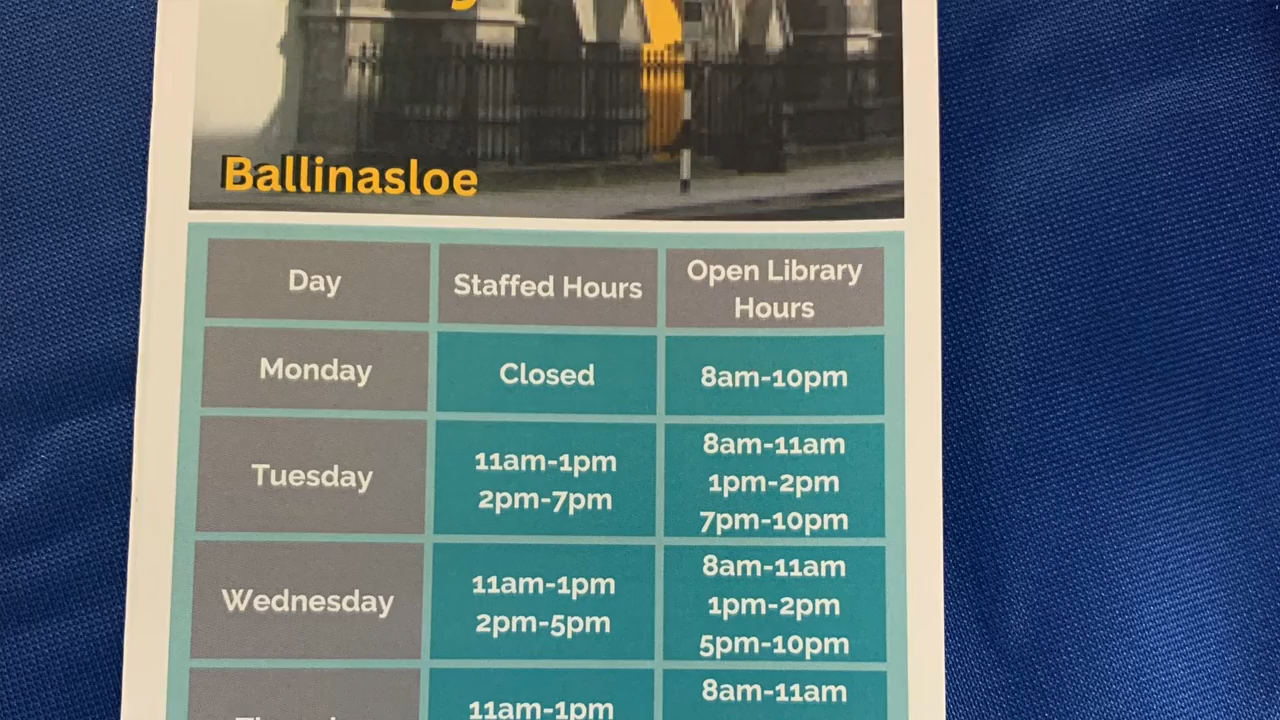 Ballinasloe
Day
Staffed Hours
Open Library
Hours
Monday
Closed
8am-10pm
Tuesday
11am-1pm
2pm-7pm
8am-11am
1pm-2pm
7pm-10pm
Wednesday
11am-1pm
2pm-5pm
8am-11am
1pm-2pm
5pm-10pm
11am-1pm
8am-11am